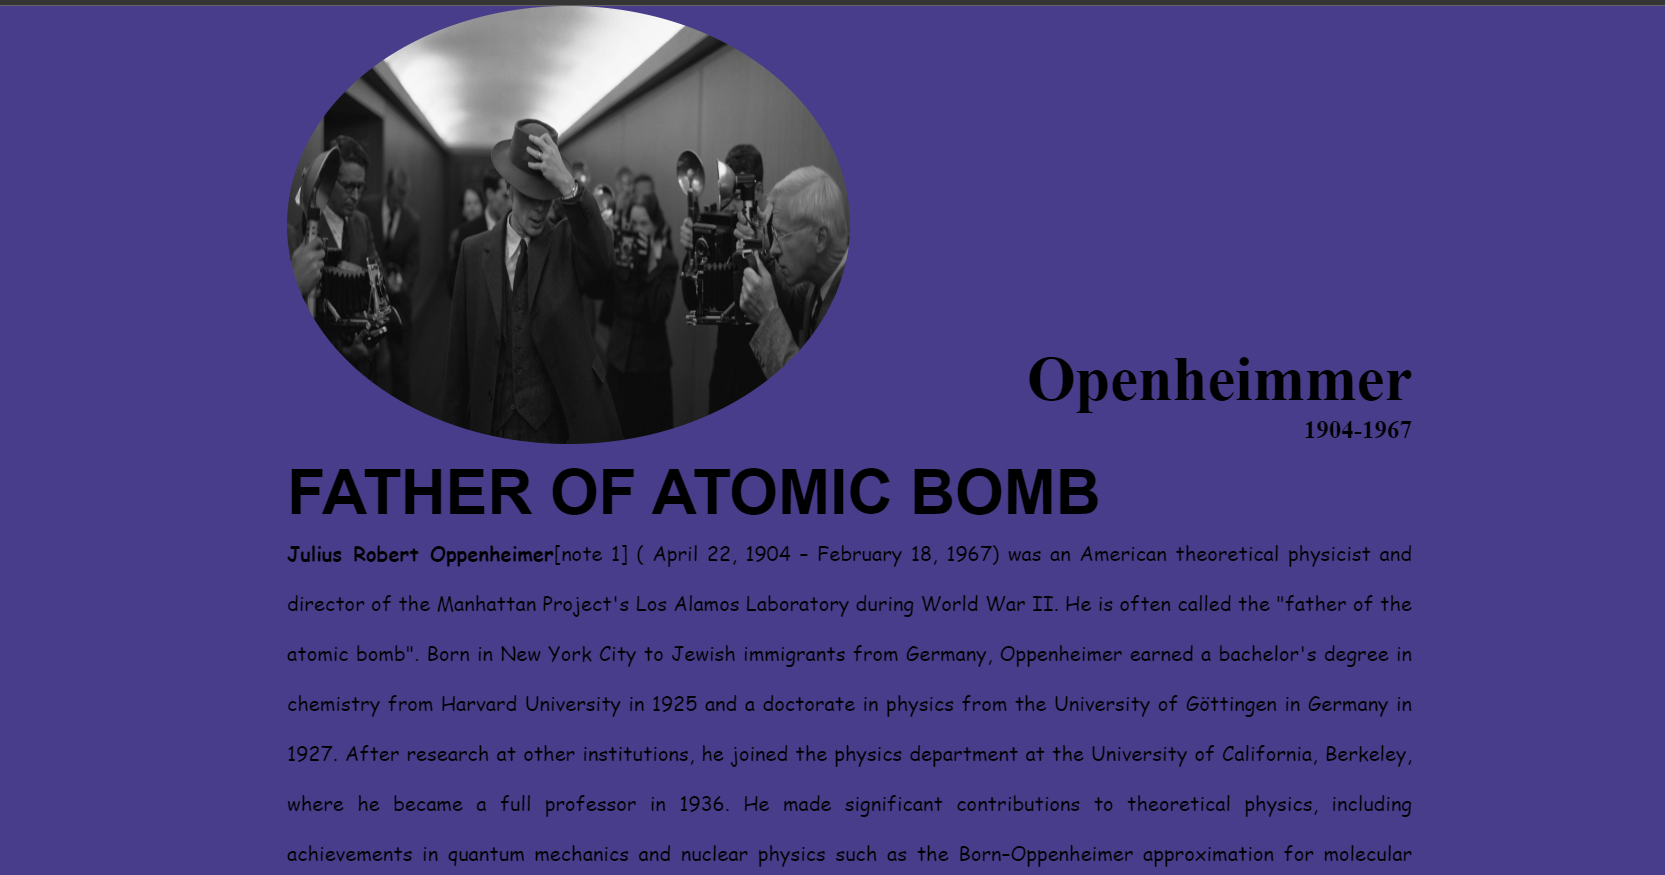 Openheimmer
1904-1967
FATHER OF ATOMIC BOMB
Julius Robert Oppenheimer[note 1] ( April 22, 1904 – February 18, 1967) was an American theoretical physicist and
director of the Manhattan Project's Los Alamos Laboratory during World War II. He is often called the "father of the
atomic bomb". Born in New York City to Jewish immigrants from Germany, Oppenheimer earned a bachelor's degree in
chemistry from Harvard University in 1925 and a doctorate in physics from the University of Göttingen in Germany in
1927. After research at other institutions, he joined the physics department at the University of California, Berkeley,
where he became a full professor in 1936. He made significant contributions to theoretical physics, including
achievements in quantum mechanics and nuclear physics such as the Born–Oppenheimer approximation for molecular